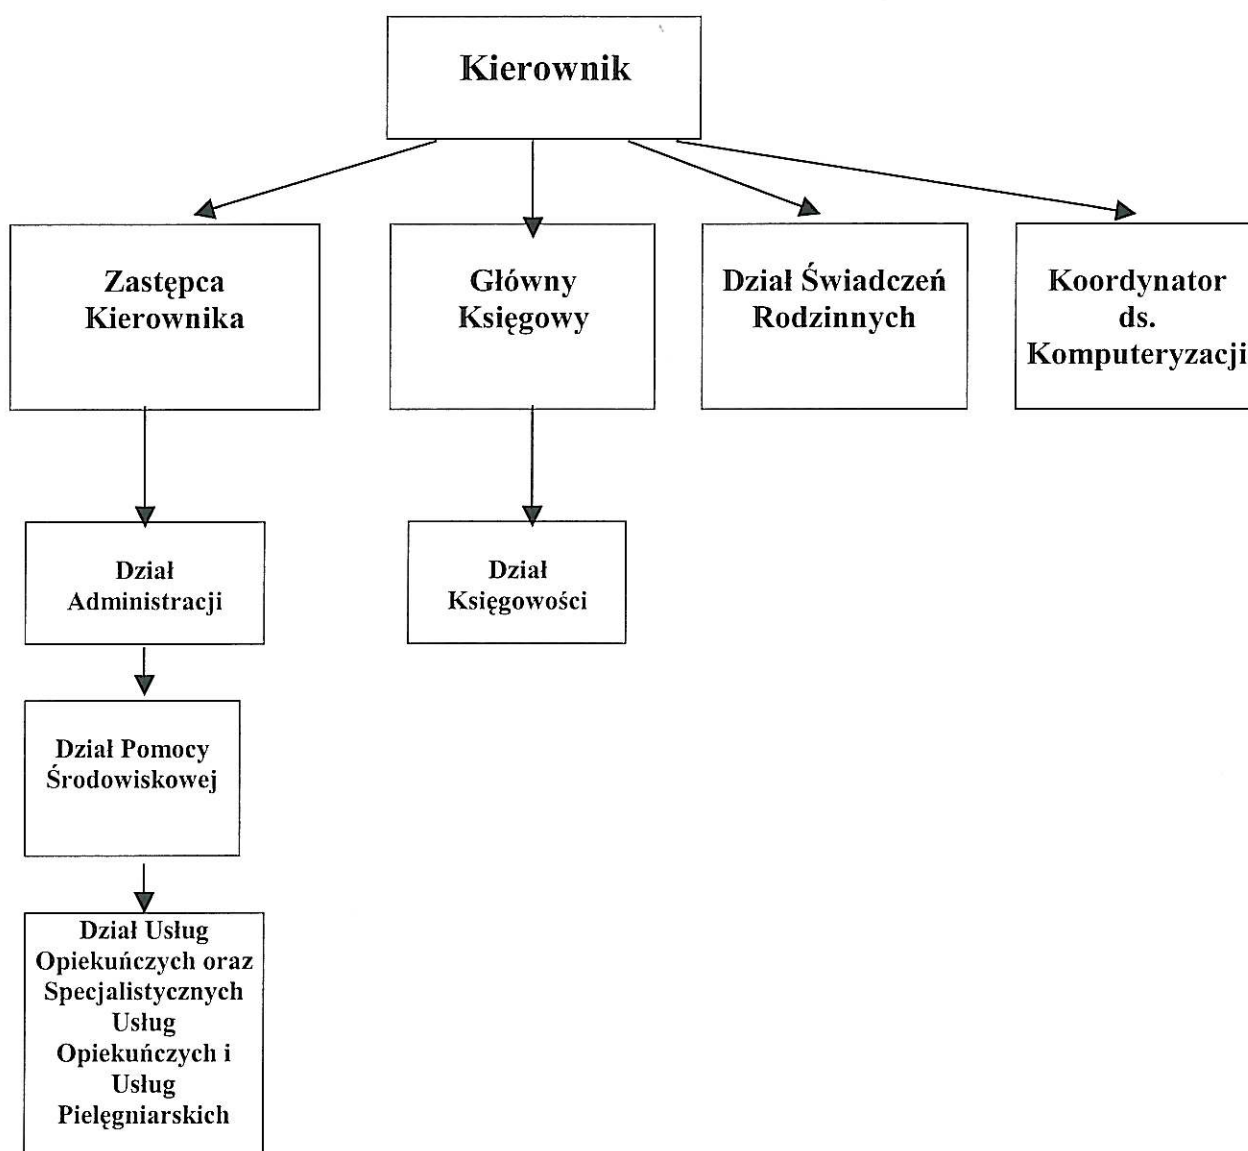 Kierownik
Zastępca
Kierownika
Główny
Księgowy
Dział Świadczeń
Rodzinnych
Koordynator
ds.
Komputeryzacji
Dział
Administracji
Dział
Księgowości
Dział Pomocy
Środowiskowej
Dział Usług
Opiekuńczych oraz
Specjalistycznych
Usług
Opiekuńczych i
Usług
Pielęgniarskich